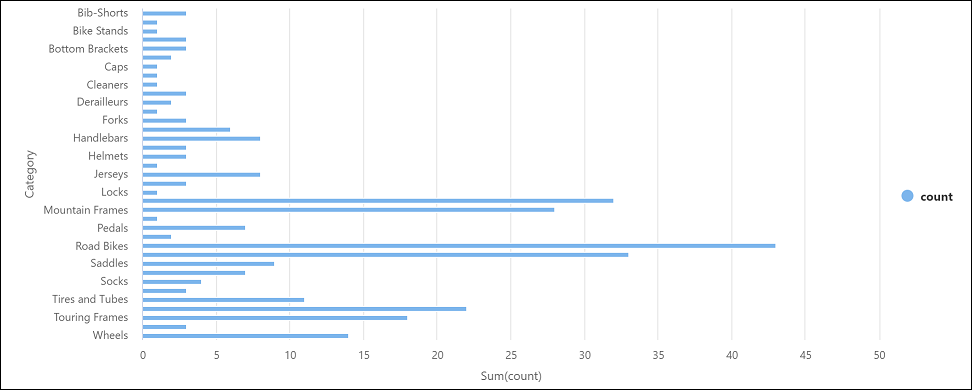 Bib-Shorts
Bike Stands
Bottom Brackets
Caps
Cleaners
Derailleurs
Forks
Handlebars
Helmets
Jerseys
Locks
Mountain Frames
Pedals
Road Bikes
Saddles
Socks
Tires and Tubes
Touring Frames
Wheels
Category
0 5 10 15 20 25 30 35 40 45 50
Sum(count)
count